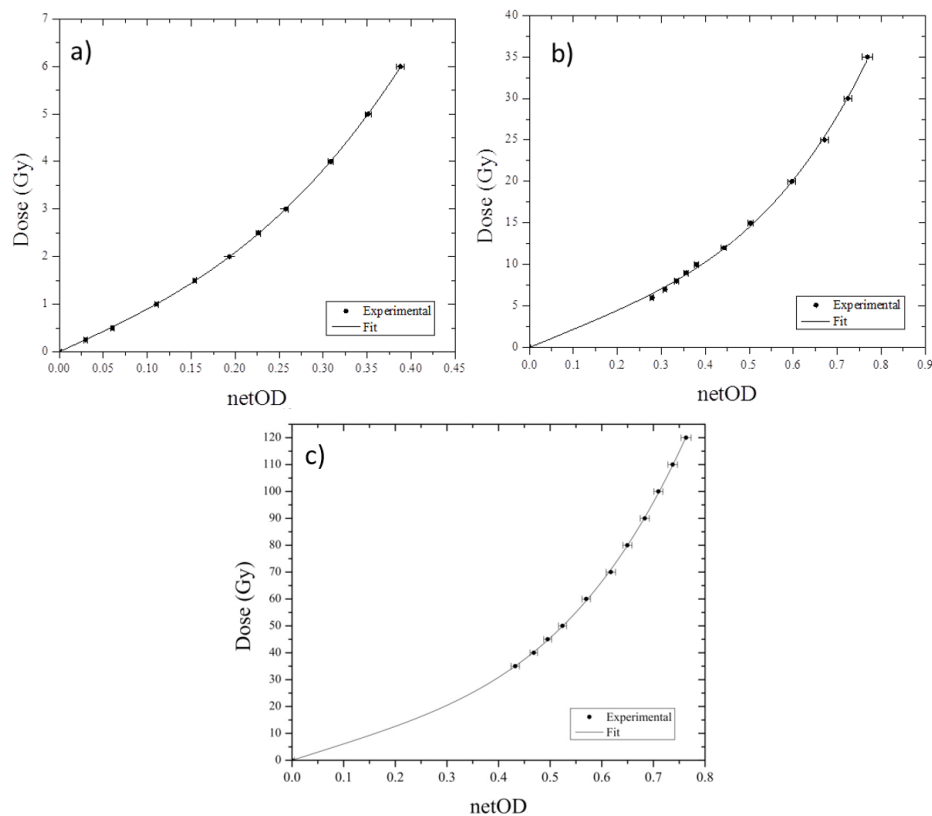 a)
7
6
5
4
3
2
1
0
Dose (Gy)
Experimental
Fit
0.00 0.05 0.10 0.15 0.20 0.25 0.30 0.35 0.40 0.45
netOD
b)
40
35
30
25
20
15
10
5
0
Dose (Gy)
Experimental
Fit
0.0 0.1 0.2 0.3 0.4 0.5 0.6 0.7 0.8 0.9
netOD
c)
120
110
100
90
80
70
60
50
40
30
20
10
0
Dose (Gy)
Experimental
Fit
0.0 0.1 0.2 0.3 0.4 0.5 0.6 0.7 0.8
netOD